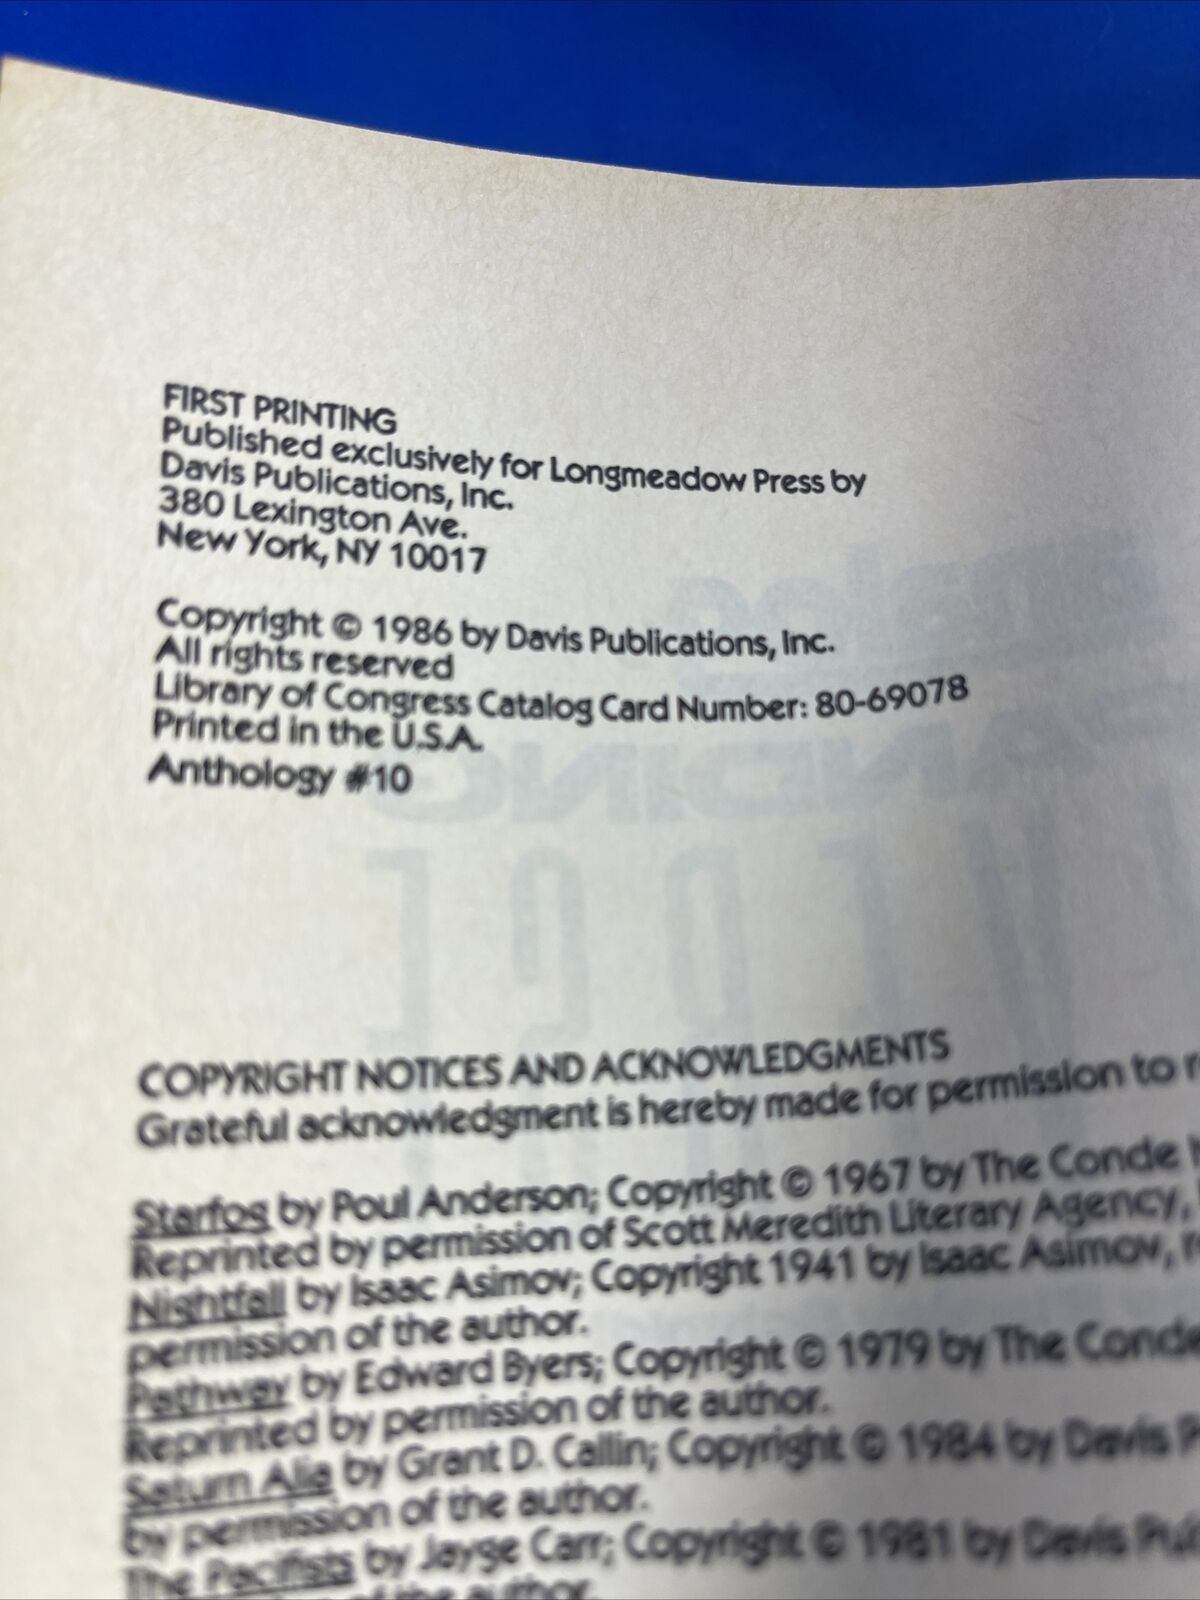 FIRST PRINTING
Published exclusively for Longmeadow Press by
Davis Publications, Inc.
380 Lexington Ave.
New York, NY 10017
Copyright © 1986 by Davis Publications, Inc.
All rights reserved
Library of Congress Catalog Card Number: 80-69078
Printed in the U.S.A.
Anthology #10
COPYRIGHT NOTICES AND ACKNOWLEDGMENTS
Grateful acknowledgment is hereby made for permission to
Starfog by Poul Anderson; Copyright © 1967 by The Conde
Reprinted by permission of Scott Meredith Literary Agency,
Nightfall by Isaac Asimov; Copyright 1941 by Isaac Asimov,
permission of the author.
Pathway by Edward Byers; Copyright © 1979 by The Conde
Reprinted by permission of the author.
Saturn Alia by Grant D. Callin; Copyright © 1984 by Davis
by permission of the author.
The Pacifists by Jayge Carr; Copyright © 1981 by Davis
of the author.